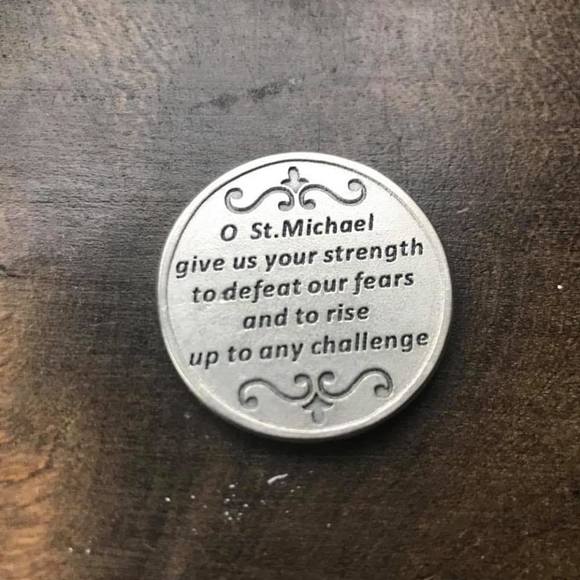 O St.Michael
give us your strength
to defeat our fears
and to rise
up to any challenge